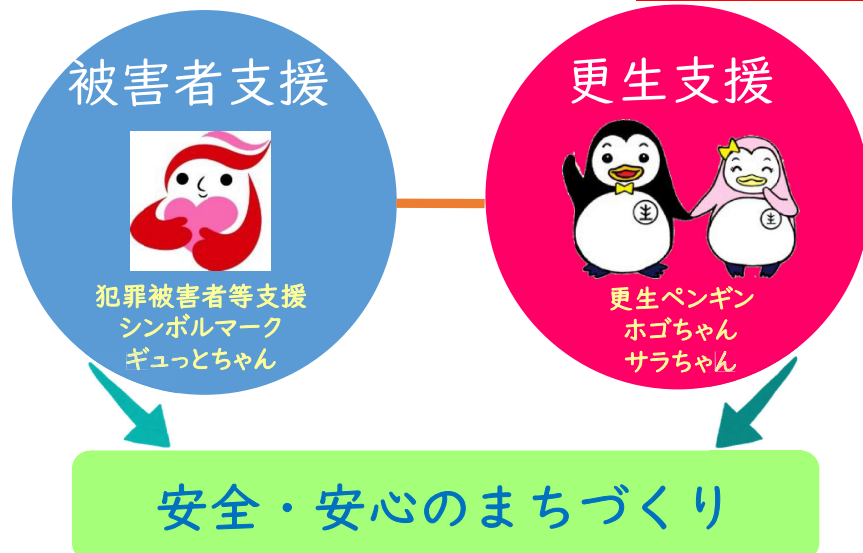 被害者支援
犯罪被害者等支援
シンボルマーク
ギュっとちゃん
更生支援
更生ペンギン
ホゴちゃん
サラちゃん
安全・安心のまちづくり